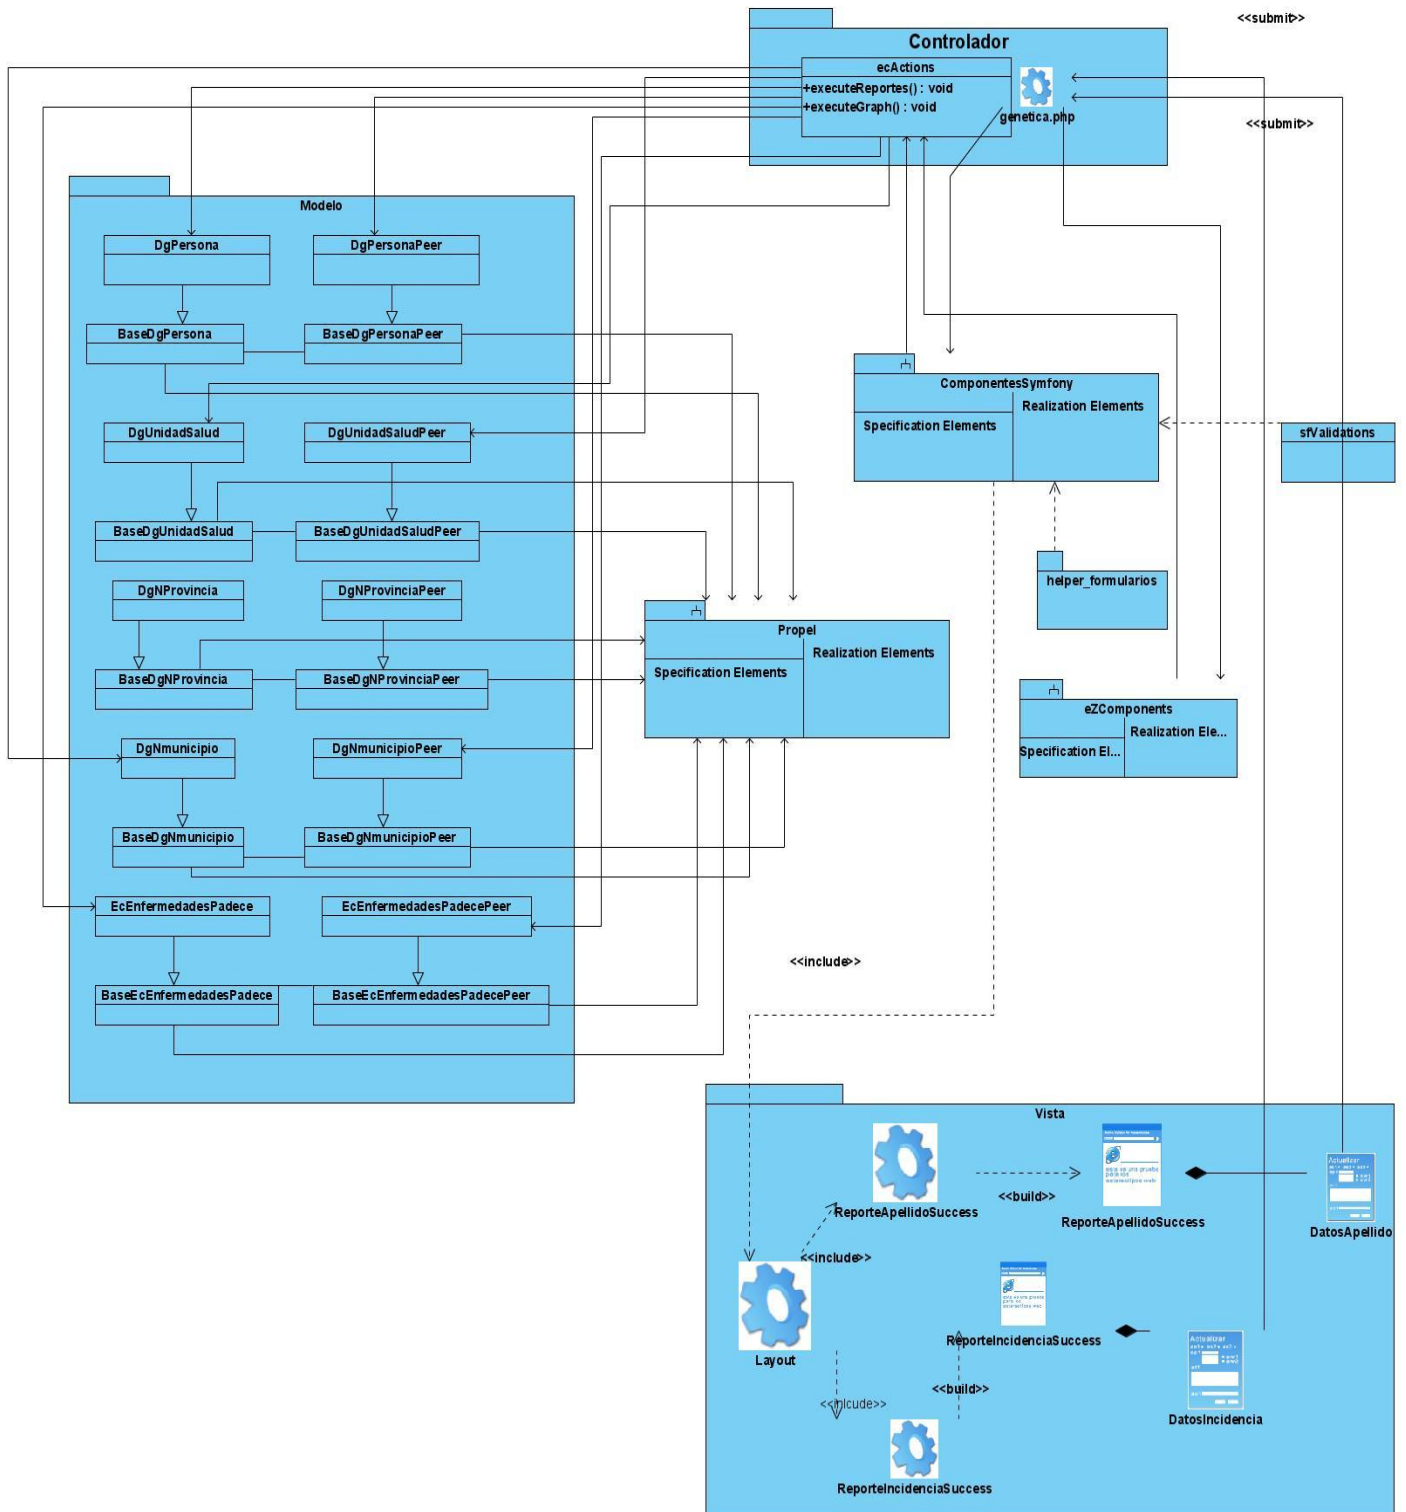 <<submit>>
Controlador
ecActions
+executeReportes() : void
+executeGraph() : void
genetica.php
<<submit>>
Modelo
DgPersona
DgPersonaPeer
BaseDgPersona
BaseDgPersonaPeer
DgUnidadSalud
DgUnidadSaludPeer
BaseDgUnidadSalud
BaseDgUnidadSaludPeer
DgNProvincia
DgNProvinciaPeer
BaseDgNProvincia
BaseDgNProvinciaPeer
DgNmunicipio
DgNmunicipioPeer
BaseDgNmunicipio
BaseDgNmunicipioPeer
EcEnfermedadesPadece
EcEnfermedadesPadecePeer
BaseEcEnfermedadesPadece
BaseEcEnfermedadesPadecePeer
ComponentesSymfony
Realization Elements
Specification Elements
sfValidations
helper_formularios
Propel
Realization Elements
Specification Elements
eZComponents
Realization Ele...
Specification El...
<<include>>
Vista
ReporteApellidoSuccess
<<build>>
ReporteApellidoSuccess
Actualizar
DatosApellido
<<include>>
Layout
ReporteIncidenciaSuccess
Actualizar
<<build>>
<<inlcude>>
DatosIncidencia
ReporteIncidenciaSuccess